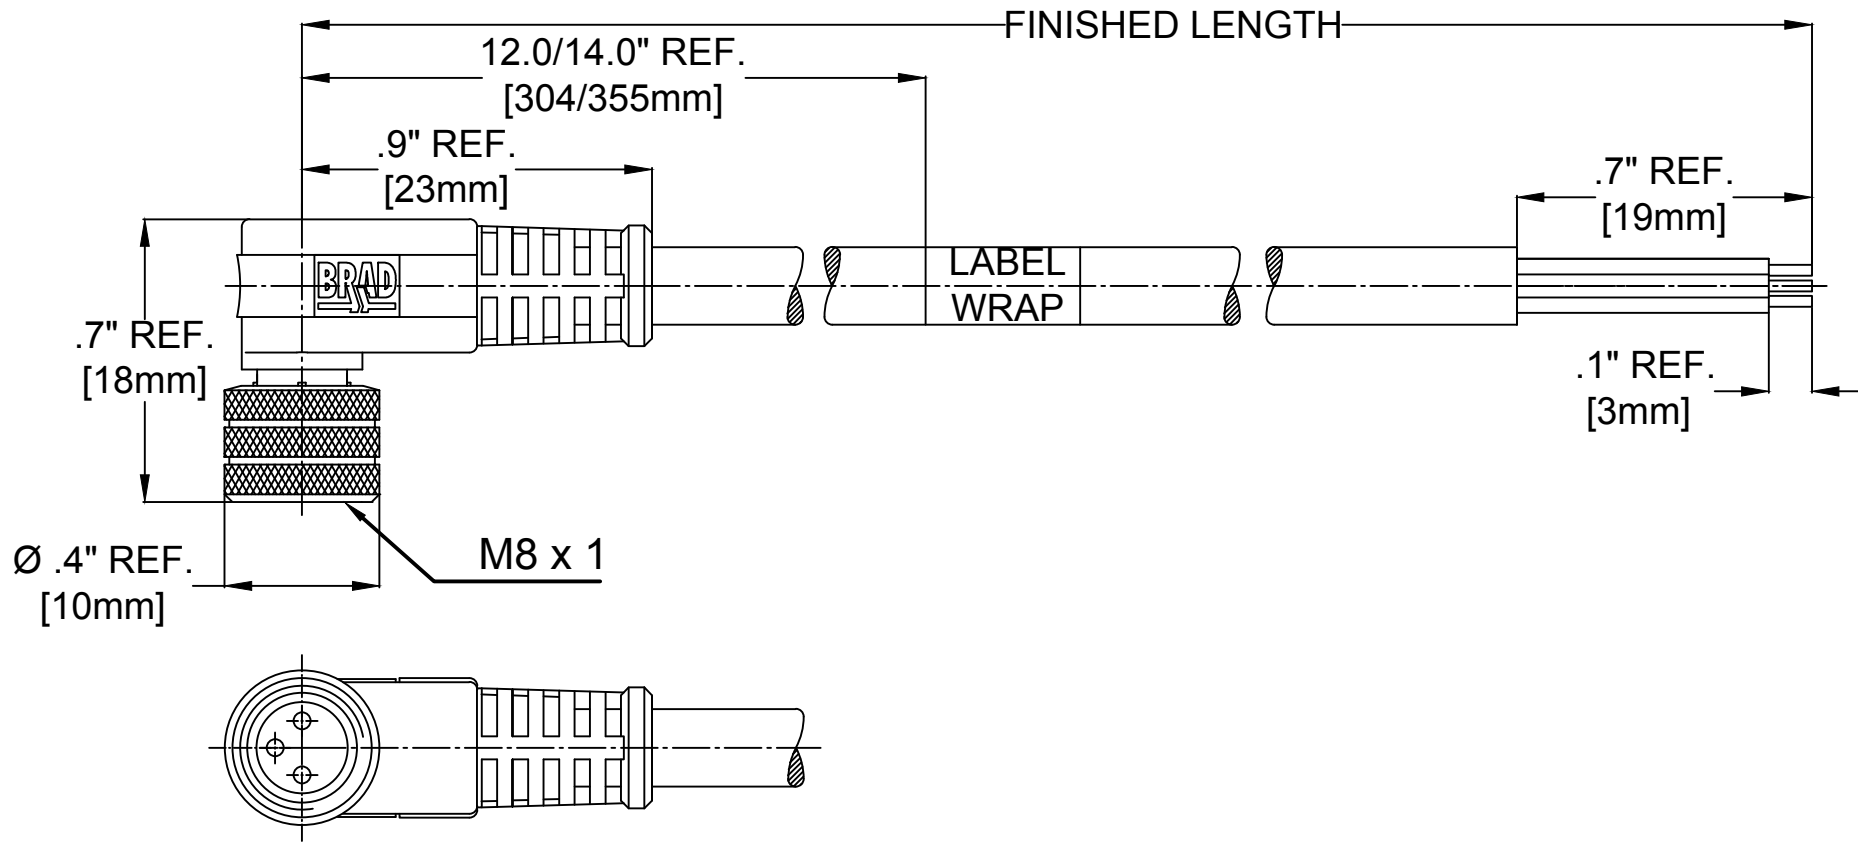 FINISHED LENGTH
12.0/14.0" REF.
[304/355mm]
.9" REF.
[23mm]
.7" REF.
[19mm]
BRAD
LABEL
WRAP
.7" REF.
[18mm]
.1" REF.
[3mm]
M8 x 1
Ø .4" REF.
[10mm]